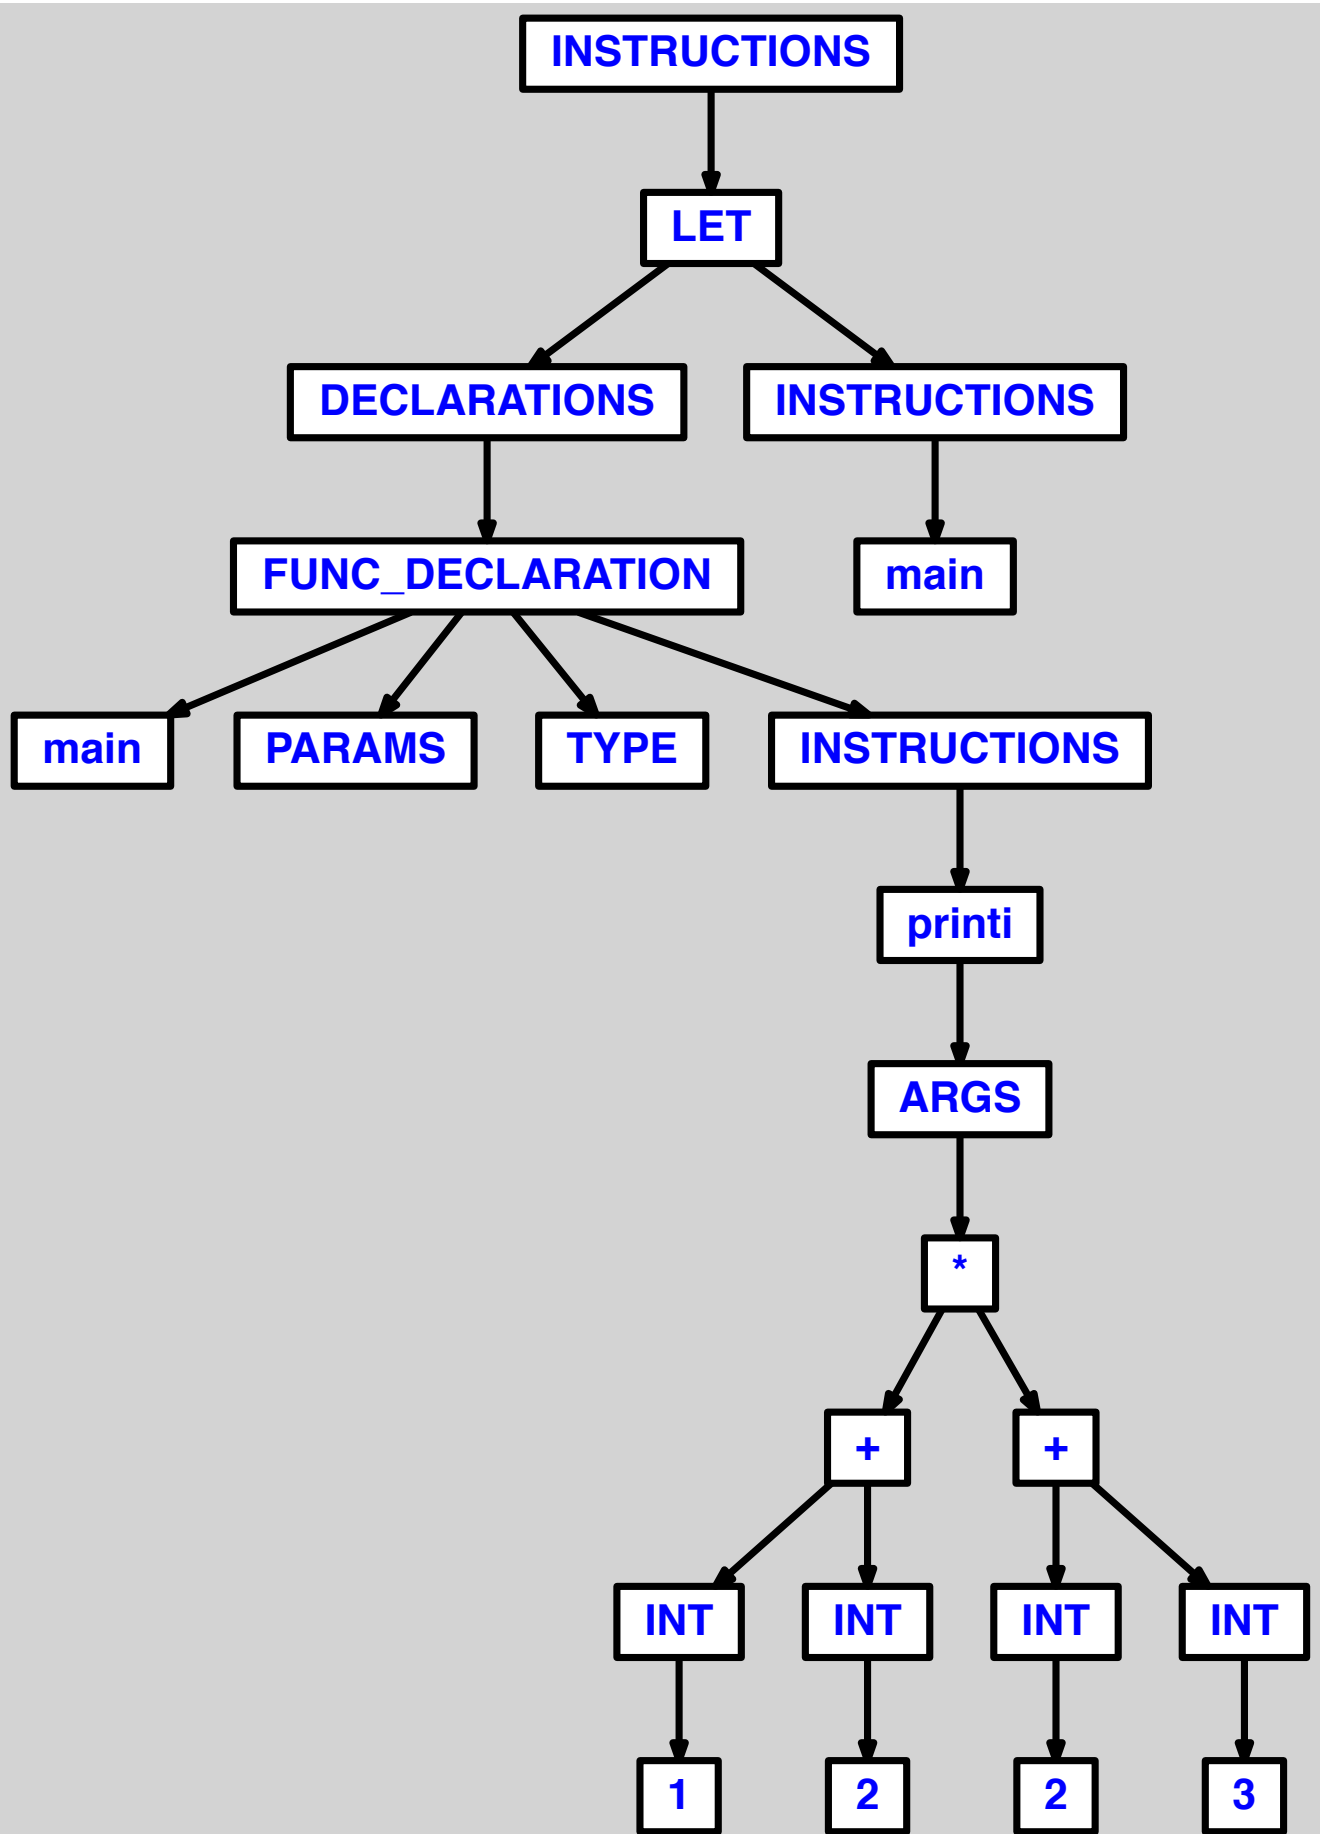 INSTRUCTIONS
LET
DECLARATIONS
INSTRUCTIONS
FUNC_DECLARATION
main
main
PARAMS
TYPE
INSTRUCTIONS
printi
ARGS
*
+
+
INT
INT
INT
INT
1
2
2
3